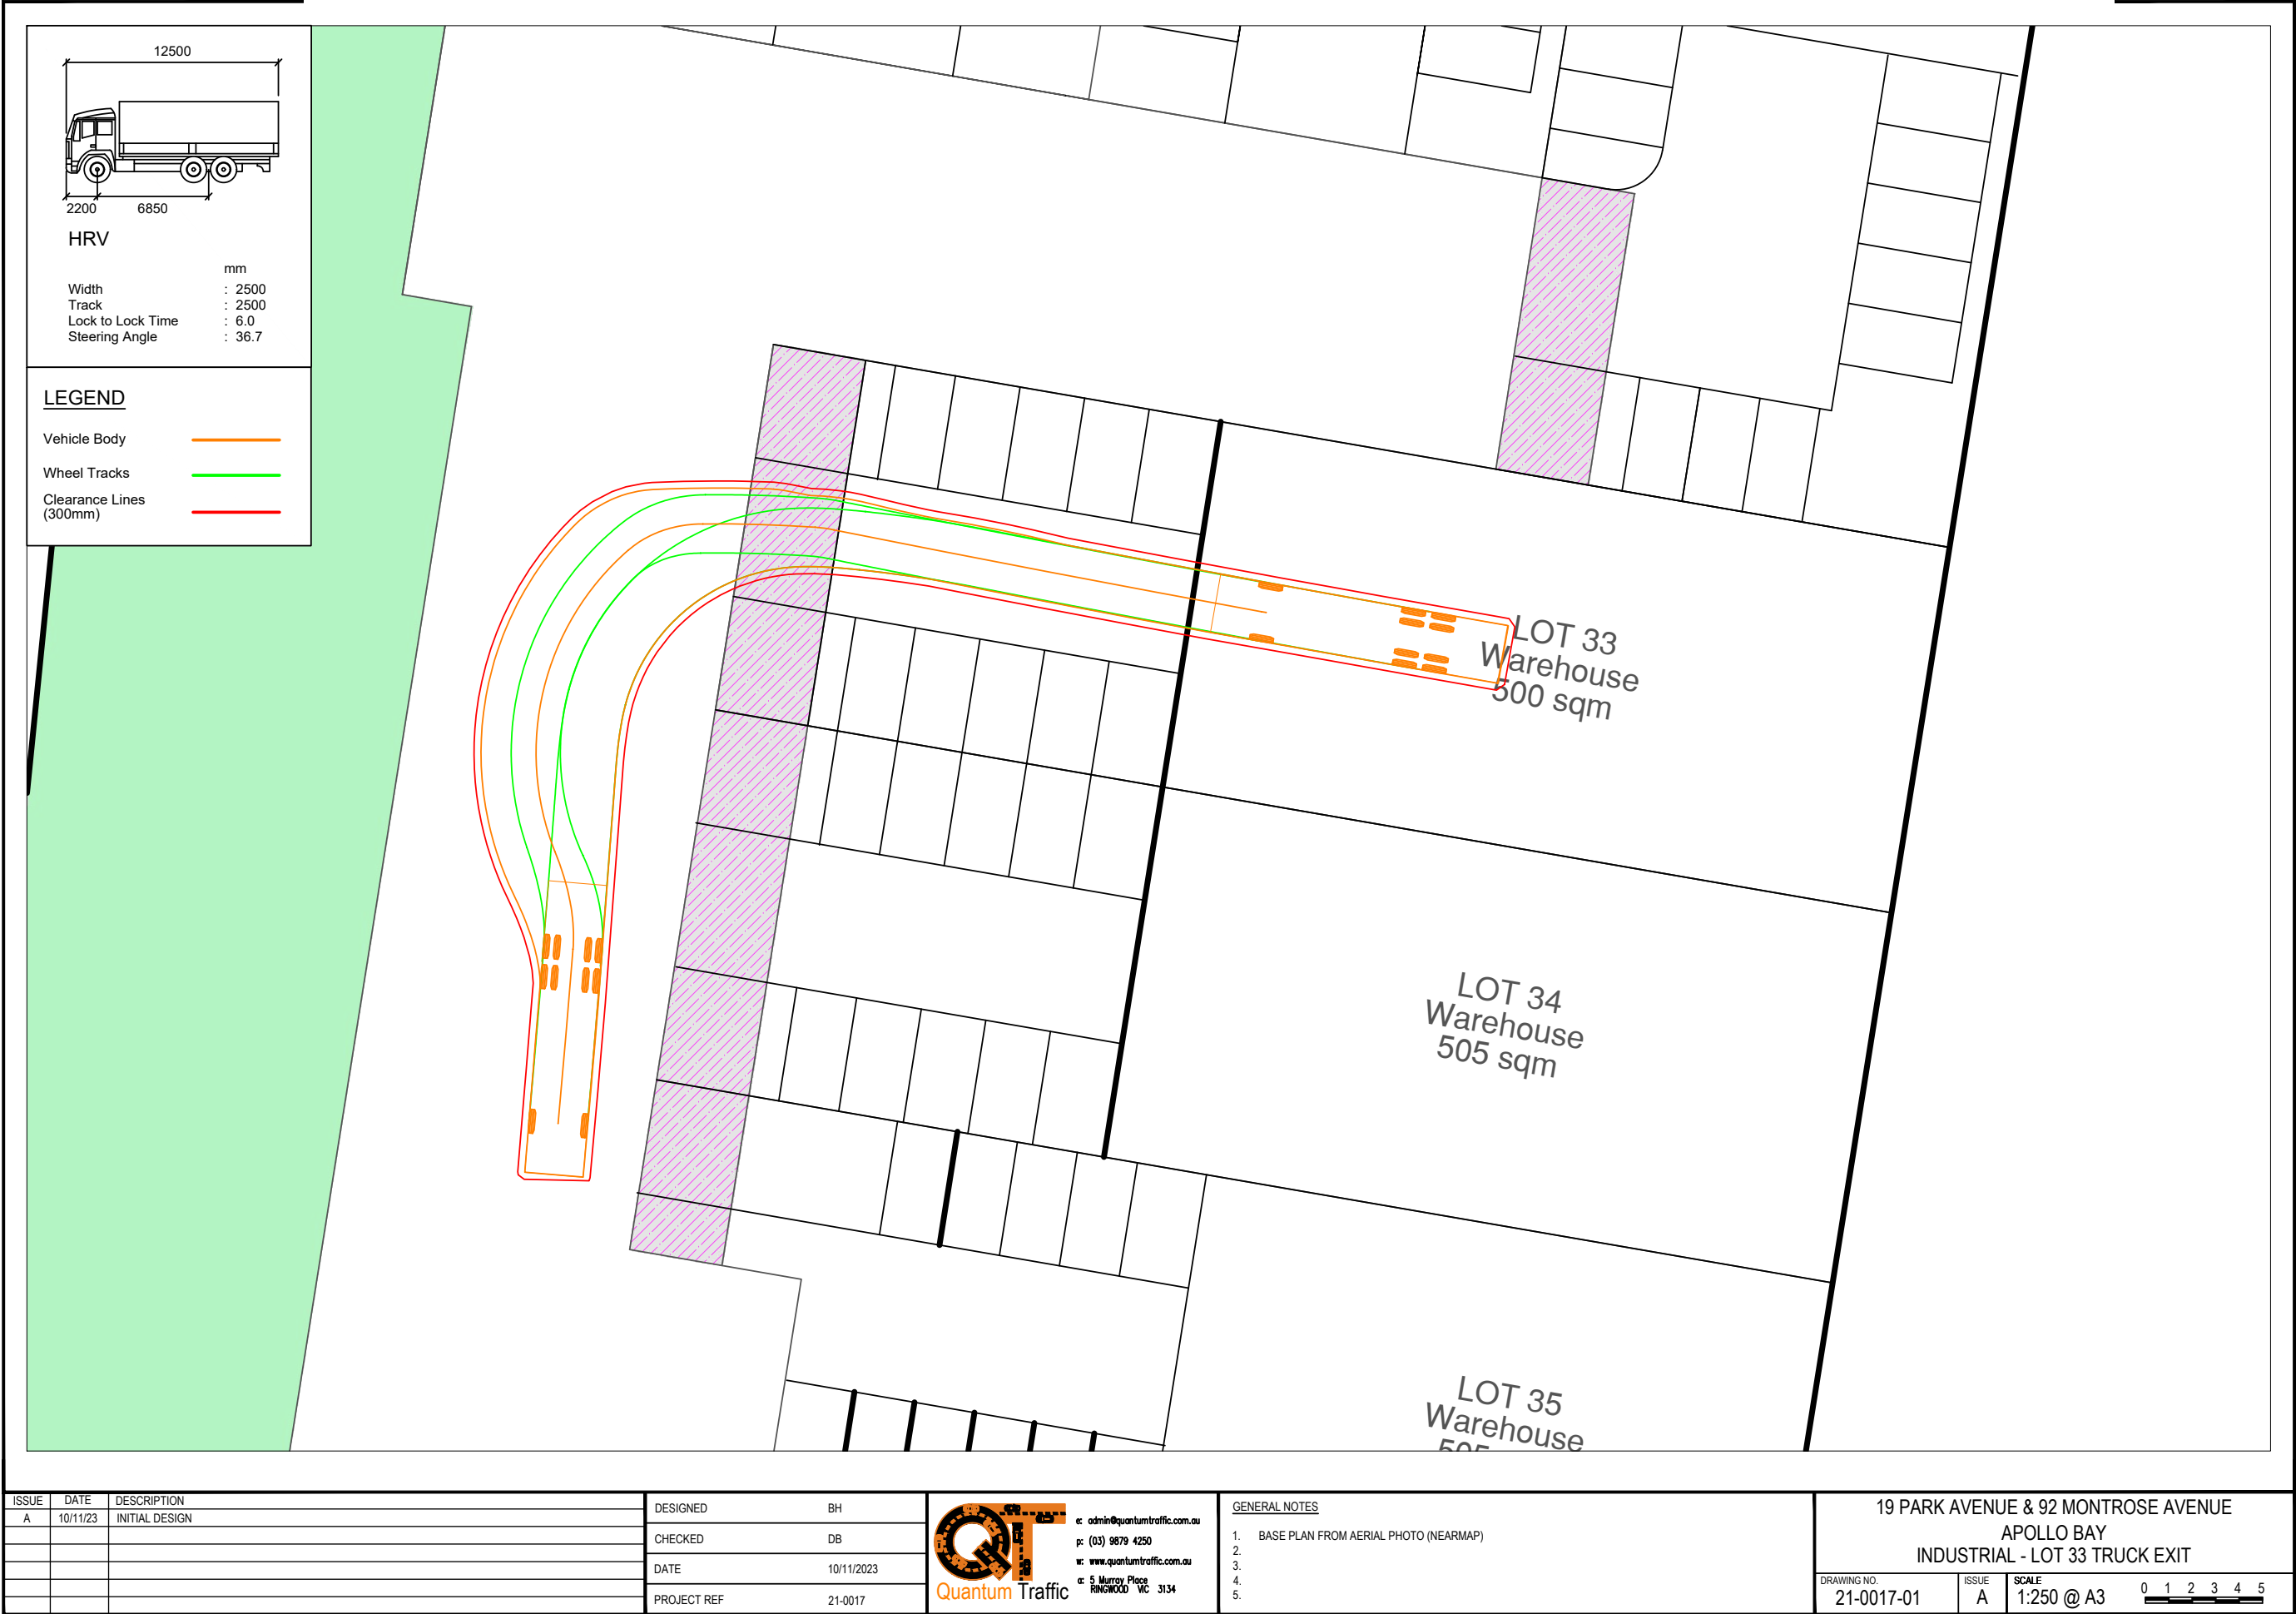 12500
2200 6850
HRV
mm
Width : 2500
Track : 2500
Lock to Lock Time : 6.0
Steering Angle : 36.7
LEGEND
Vehicle Body
Wheel Tracks
Clearance Lines
(300mm)
LOT 33
Warehouse
500 sqm
LOT 34
Warehouse
505 sqm
LOT 35
Warehouse
ISSUE DATE DESCRIPTION
A 10/11/23 INITIAL DESIGN
DESIGNED BH
CHECKED DB
DATE 10/11/2023
PROJECT REF 21-0017
QT
Quantum Traffic
e: admin@quantumtraffic.com.au
p: (03) 9879 4250
w: www.quantumtraffic.com.au
a: 5 Murray Place
RINGWOOD VIC 3134
GENERAL NOTES
1. BASE PLAN FROM AERIAL PHOTO (NEARMAP)
2.
3.
4.
5.
19 PARK AVENUE & 92 MONTROSE AVENUE
APOLLO BAY
INDUSTRIAL - LOT 33 TRUCK EXIT
DRAWING NO.
21-0017-01
ISSUE
A
SCALE
1:250 @ A3
0 1 2 3 4 5